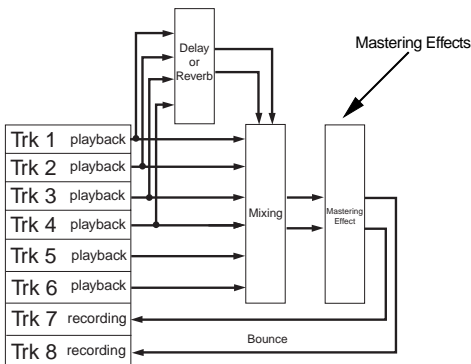 Delay
or
Reverb
Mastering Effects
Trk 1 playback
Trk 2 playback
Trk 3 playback
Trk 4 playback
Trk 5 playback
Trk 6 playback
Trk 7 recording
Trk 8 recording
Mixing
Mastering
Effect
Bounce